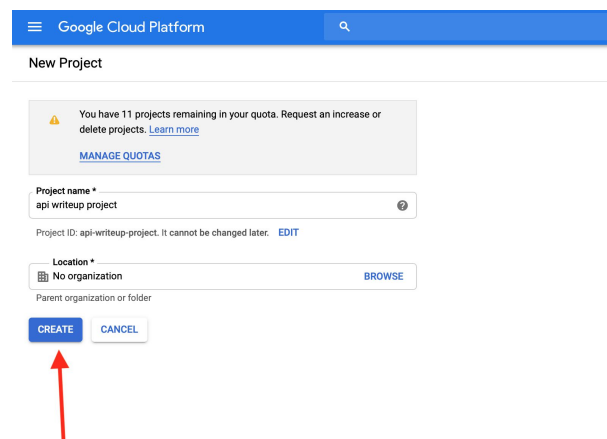 Google Cloud Platform
New Project
You have 11 projects remaining in your quota. Request an increase or
delete projects. Learn more
MANAGE QUOTAS
Project name *
api writeup project
Project ID: api-writeup-project. It cannot be changed later. EDIT
Location *
No organization BROWSE
Parent organization or folder
CREATE CANCEL